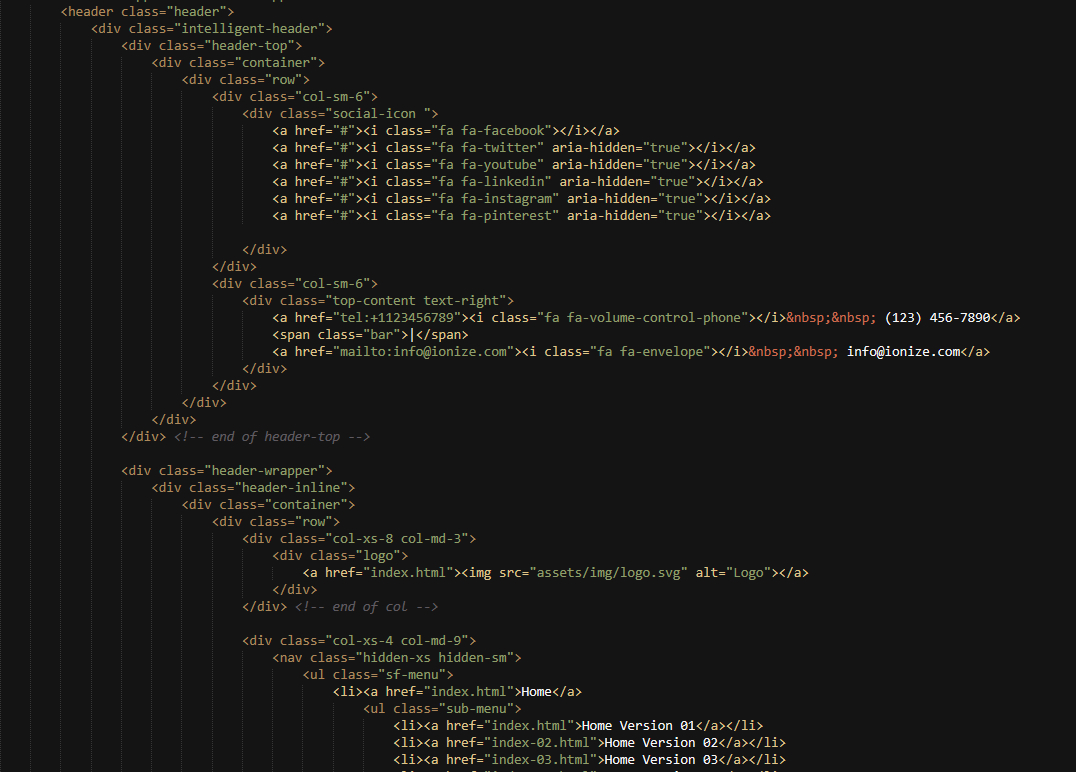 <header class="header">
<div class="intelligent-header">
<div class="header-top">
<div class="container">
<div class="row">
<div class="col-sm-6">
<div class="social-icon ">
<a href="#"><i class="fa fa-facebook"></i></a>
<a href="#"><i class="fa fa-twitter" aria-hidden="true"></i></a>
<a href="#"><i class="fa fa-youtube" aria-hidden="true"></i></a>
<a href="#"><i class="fa fa-linkedin" aria-hidden="true"></i></a>
<a href="#"><i class="fa fa-instagram" aria-hidden="true"></i></a>
<a href="#"><i class="fa fa-pinterest" aria-hidden="true"></i></a>
</div>
</div>
<div class="col-sm-6">
<div class="top-content text-right">
<a href="tel:+1123456789"><i class="fa fa-volume-control-phone"></i>&nbsp;&nbsp; (123) 456-7890</a>
<span class="bar">|</span>
<a href="mailto:info@ionize.com"><i class="fa fa-envelope"></i>&nbsp;&nbsp; info@ionize.com</a>
</div>
</div>
</div>
</div>
</div> <!-- end of header-top -->
<div class="header-wrapper">
<div class="header-inline">
<div class="container">
<div class="row">
<div class="col-xs-8 col-md-3">
<div class="logo">
<a href="index.html"><img src="assets/img/logo.svg" alt="Logo"></a>
</div>
</div> <!-- end of col -->
<div class="col-xs-4 col-md-9">
<nav class="hidden-xs hidden-sm">
<ul class="sf-menu">
<li><a href="index.html">Home</a>
<ul class="sub-menu">
<li><a href="index.html">Home Version 01</a></li>
<li><a href="index-02.html">Home Version 02</a></li>
<li><a href="index-03.html">Home Version 03</a></li>